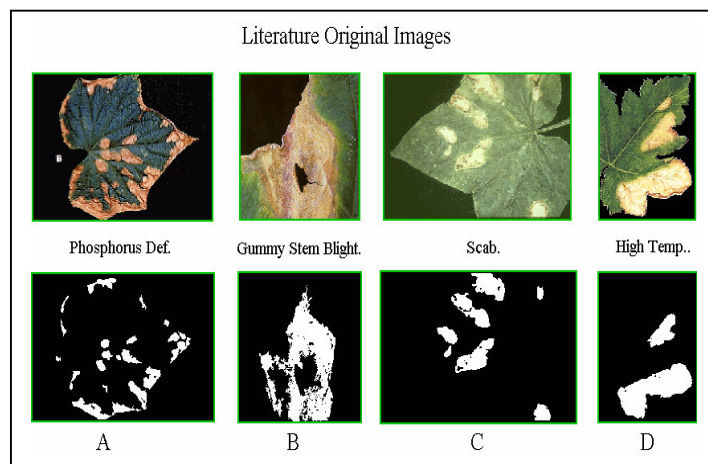 Literature Original Images
Phosphorus Def. Gummy Stem Blight. Scab. High Temp..
A B C D